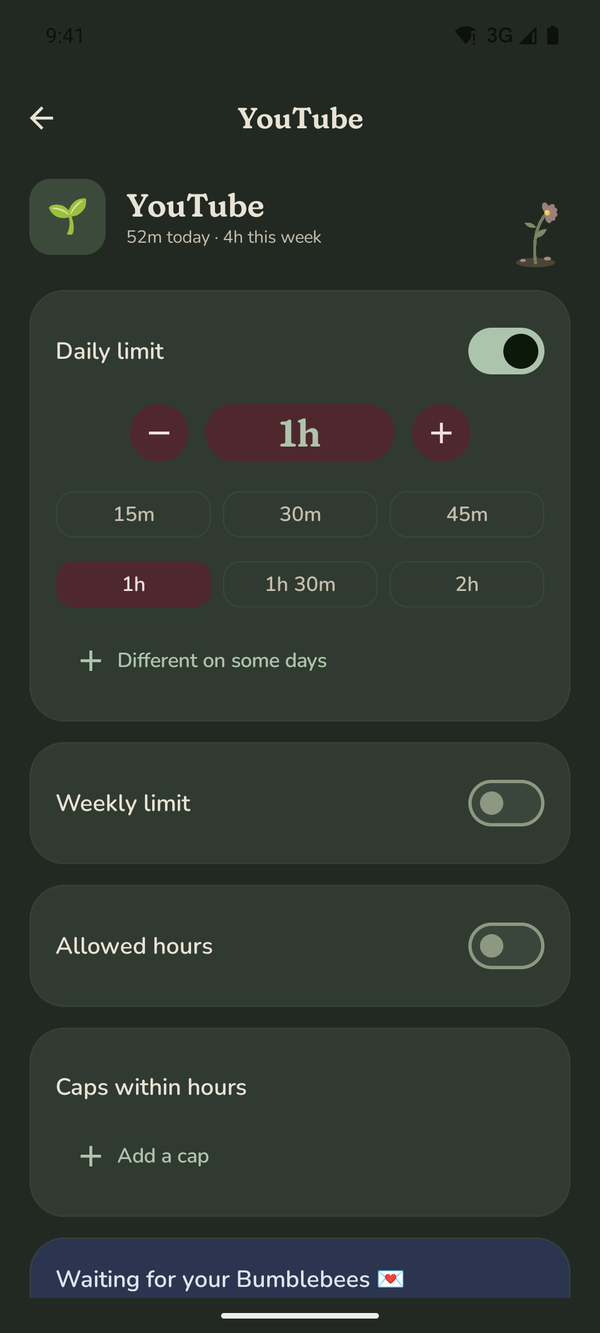 9:41
3G
YouTube
YouTube
52m today · 4h this week
Daily limit
1h
15m
30m
45m
1h
1h 30m
2h
Different on some days
Weekly limit
Allowed hours
Caps within hours
Add a cap
Waiting for your Bumblebees 💌